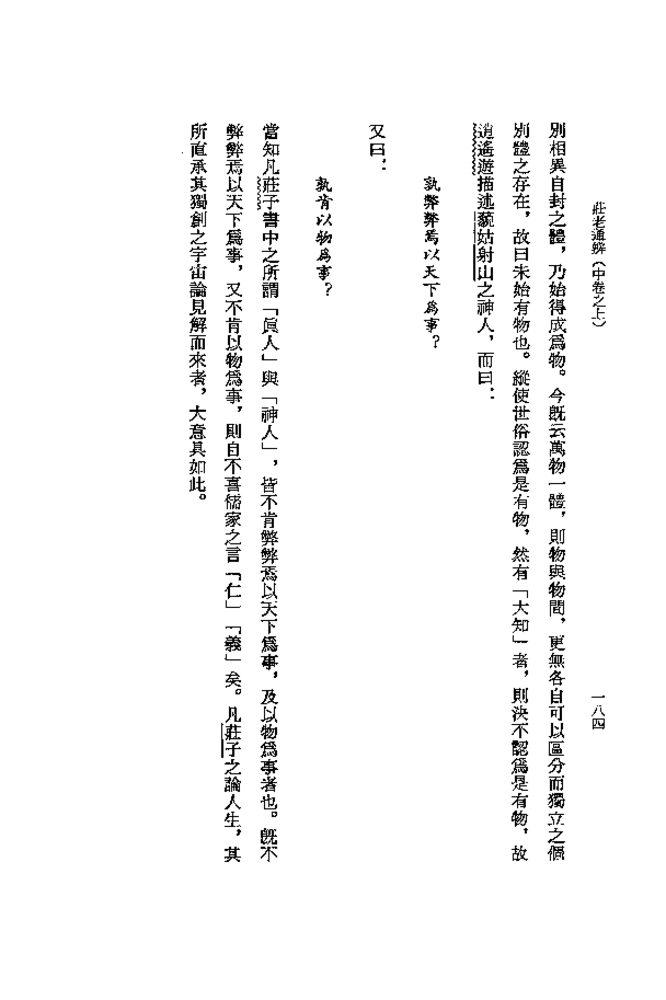 莊老通辨（中卷之上）
一八四
別相異自封之體，乃始得成爲物。今既云萬物一體，則物與物間，更無各自可以區分而獨立之個
別體之存在，故曰未始有物也。縱使世俗認爲是有物，然有「大知」者，則決不認爲是有物，故
逍遙遊描述藐姑射山之神人，而曰：
孰弊弊焉以天下爲事？
又曰：
孰肯以物爲事？
當知凡莊子書中之所謂「眞人」與「神人」，皆不肯弊弊焉以天下爲事，及以物爲事者也。既不
弊弊焉以天下爲事，又不肯以物爲事，則自不喜儒家之言「仁」「義」矣。凡莊子之論人生，其
所直承其獨創之宇宙論見解而來者，大意具如此。